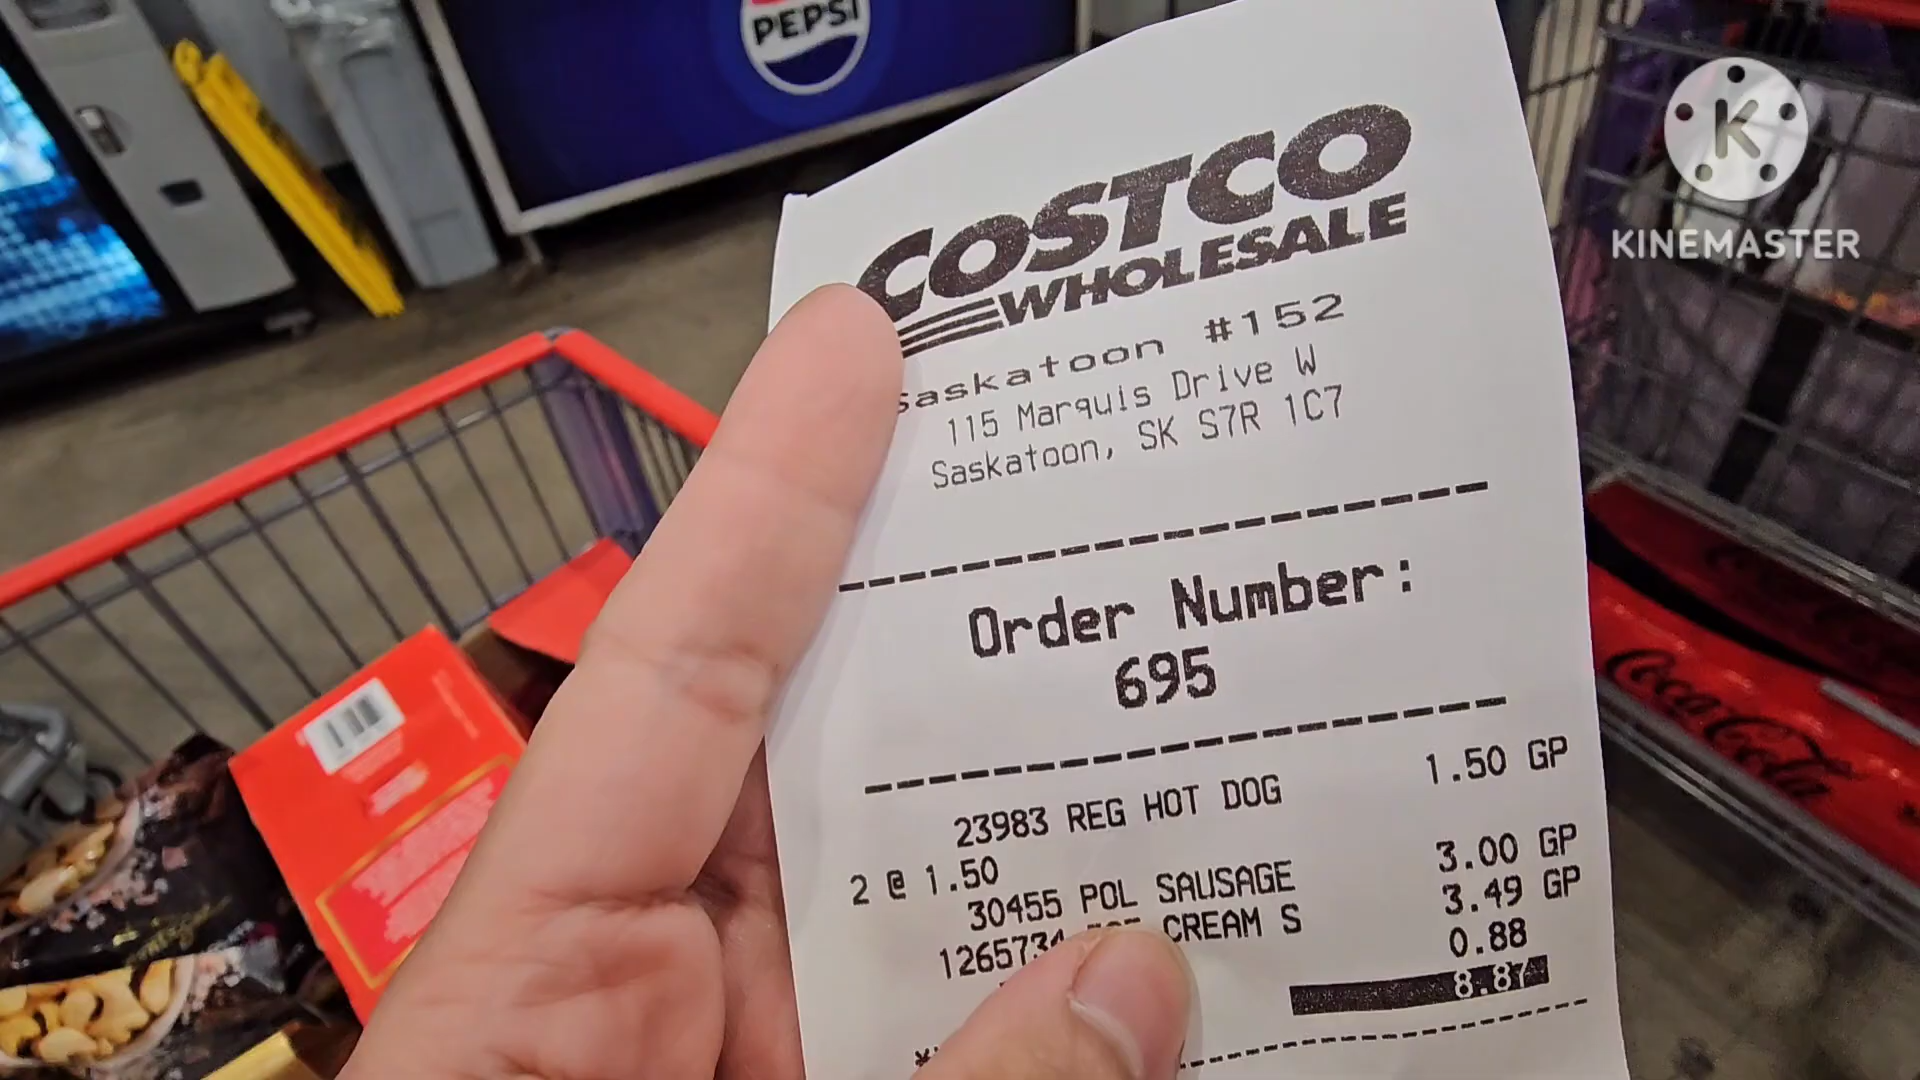 PEPSI
KINEMASTER
COSTCO
WHOLESALE
Saskatoon #152
115 Marquis Drive W
Saskatoon, SK S7R 1C7
Order Number:
695
23983 REG HOT DOG 1.50 GP
2 @ 1.50
30455 POL SAUSAGE 3.00 GP
CREAM S 3.49 GP
0.88
8.87
Coca-Cola